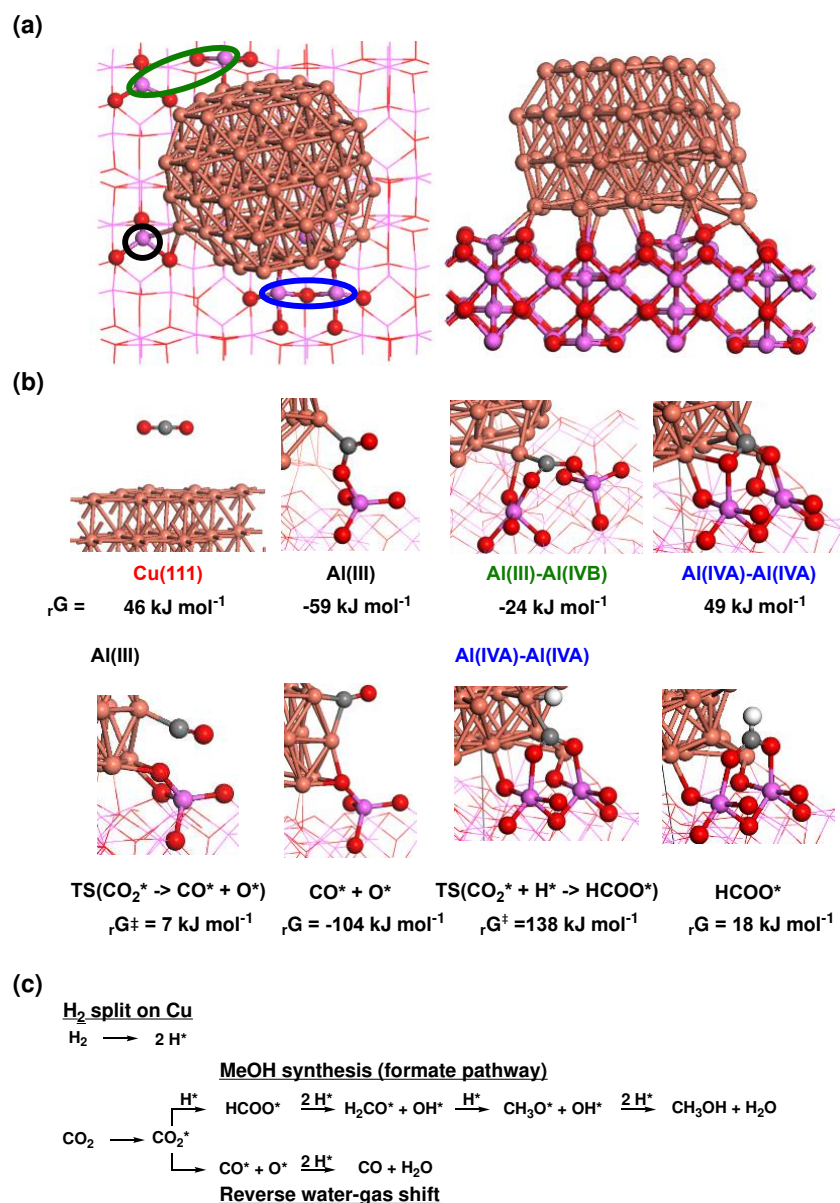 (a)
(b)
Cu(111) Al(III) Al(III)-Al(IVB) Al(IVA)-Al(IVA)
rG = 46 kJ mol-1 -59 kJ mol-1 -24 kJ mol-1 49 kJ mol-1
Al(III) Al(IVA)-Al(IVA)
TS(CO2* -> CO* + O*) CO* + O* TS(CO2* + H* -> HCOO*) HCOO*
rG‡ = 7 kJ mol-1 rG = -104 kJ mol-1 rG‡ =138 kJ mol-1 rG = 18 kJ mol-1
(c)
H2 split on Cu
H2 → 2 H*
MeOH synthesis (formate pathway)
H* HCOO* 2 H* → H2CO* + OH* H* → CH3O* + OH* 2 H* → CH3OH + H2O
CO2 → CO2*
CO* + O* 2 H* → CO + H2O
Reverse water-gas shift